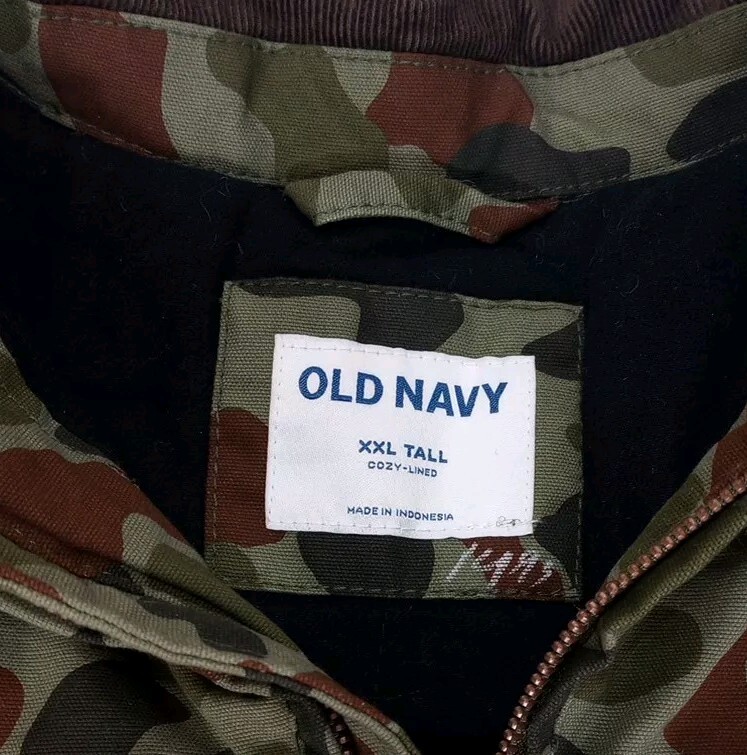 OLD NAVY
XXL TALL
COZY-LINED
MADE IN INDONESIA